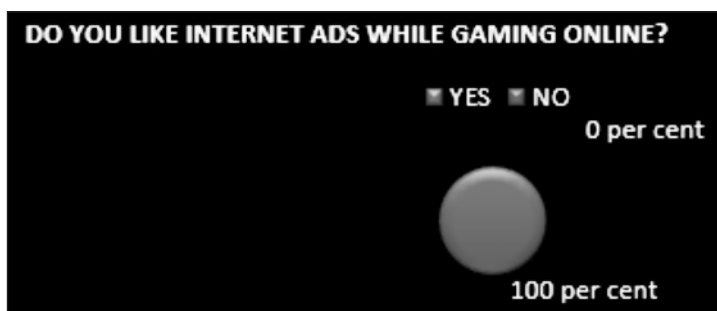 DO YOU LIKE INTERNET ADS WHILE GAMING ONLINE?
YES NO
0 per cent
100 per cent